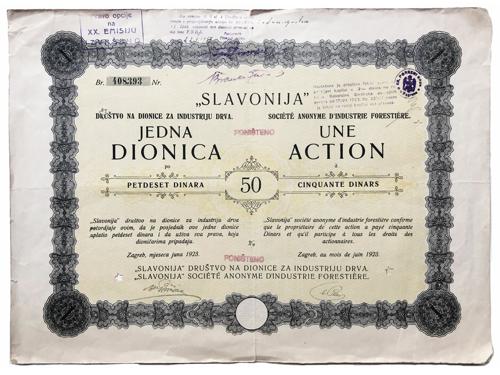 Pravo opcije
na
XX. EMISIJU
Br. 408393 Nr.
„SLAVONIJA"
DRUŠTVO NA DIONICE ZA INDUSTRIJU DRVA.
SOCIÉTÉ ANONYME D'INDUSTRIE FORESTIÈRE.
JEDNA
DIONICA
po
PETDESET DINARA
PONIŠTENO
UNE
ACTION
à
CINQUANTE DINARS
50
„Slavonija" društvo na dionice za industriju drva
potvrdjuje ovim, da je posjednik ove jedne dionice
uplatio petdeset dinara i da uživa sva prava, koja
dioničarima pripadaju.
„Slavonija" société anonyme d'industrie forestière confirme
que le propriétaire de cette action a payé cinquante
Dinars et qu'il participe à tous les droits des
actionnaires.
Zagreb, mjeseca juna 1923.
Zagreb, au mois de juin 1923.
PONIŠTENO
„SLAVONIJA" DRUŠTVO NA DIONICE ZA INDUSTRIJU DRVA.
„SLAVONIJA" SOCIÉTÉ ANONYME D'INDUSTRIE FORESTIÈRE.